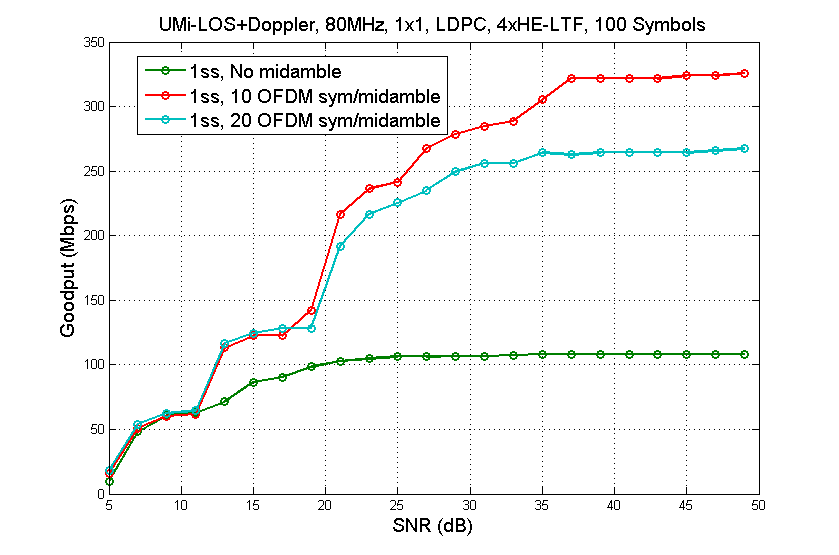 UMi-LOS+Doppler, 80MHz, 1x1, LDPC, 4xHE-LTF, 100 Symbols
350
300
250
200
150
100
50
0
Goodput (Mbps)
1ss, No midamble
1ss, 10 OFDM sym/midamble
1ss, 20 OFDM sym/midamble
5 10 15 20 25 30 35 40 45 50
SNR (dB)